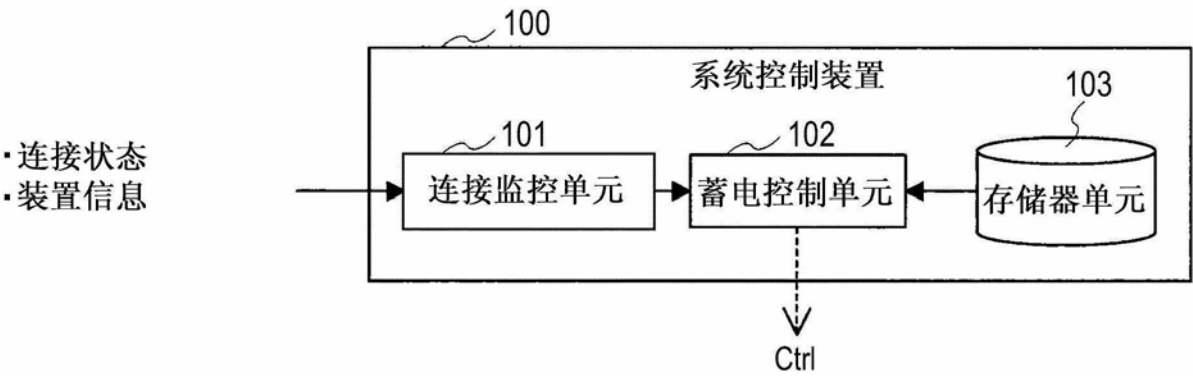 100
系统控制装置
103
101
102
·连接状态
·装置信息
连接监控单元
蓄电控制单元
存储器单元
Ctrl